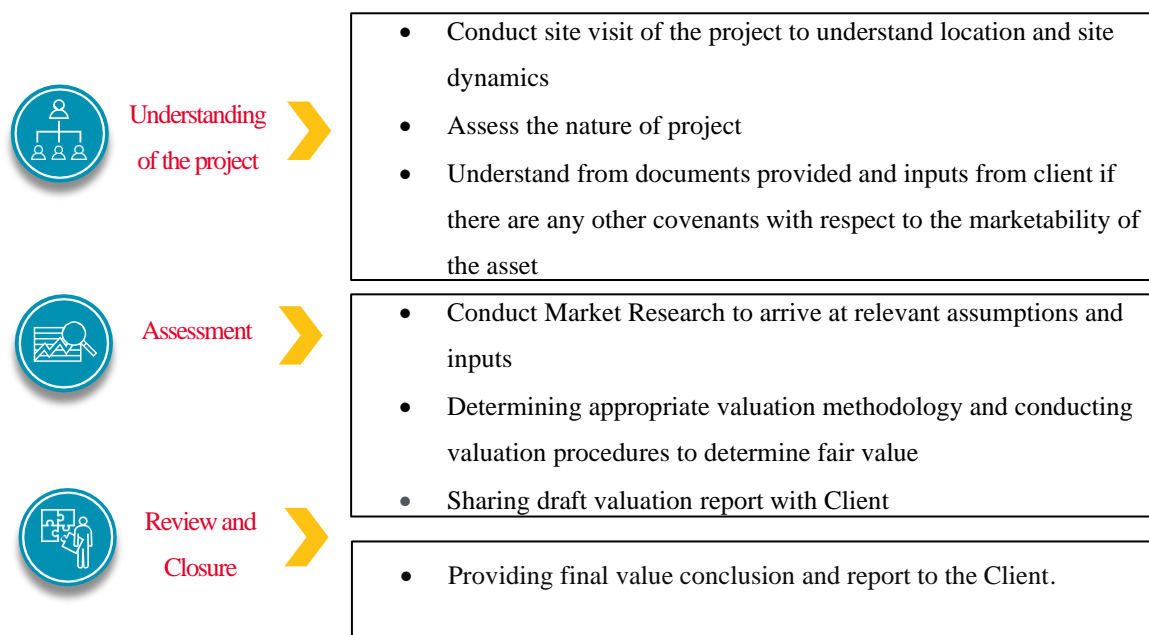 Understanding
of the project
• Conduct site visit of the project to understand location and site
dynamics
• Assess the nature of project
• Understand from documents provided and inputs from client if
there are any other covenants with respect to the marketability of
the asset
Assessment
• Conduct Market Research to arrive at relevant assumptions and
inputs
• Determining appropriate valuation methodology and conducting
valuation procedures to determine fair value
• Sharing draft valuation report with Client
Review and
Closure
• Providing final value conclusion and report to the Client.